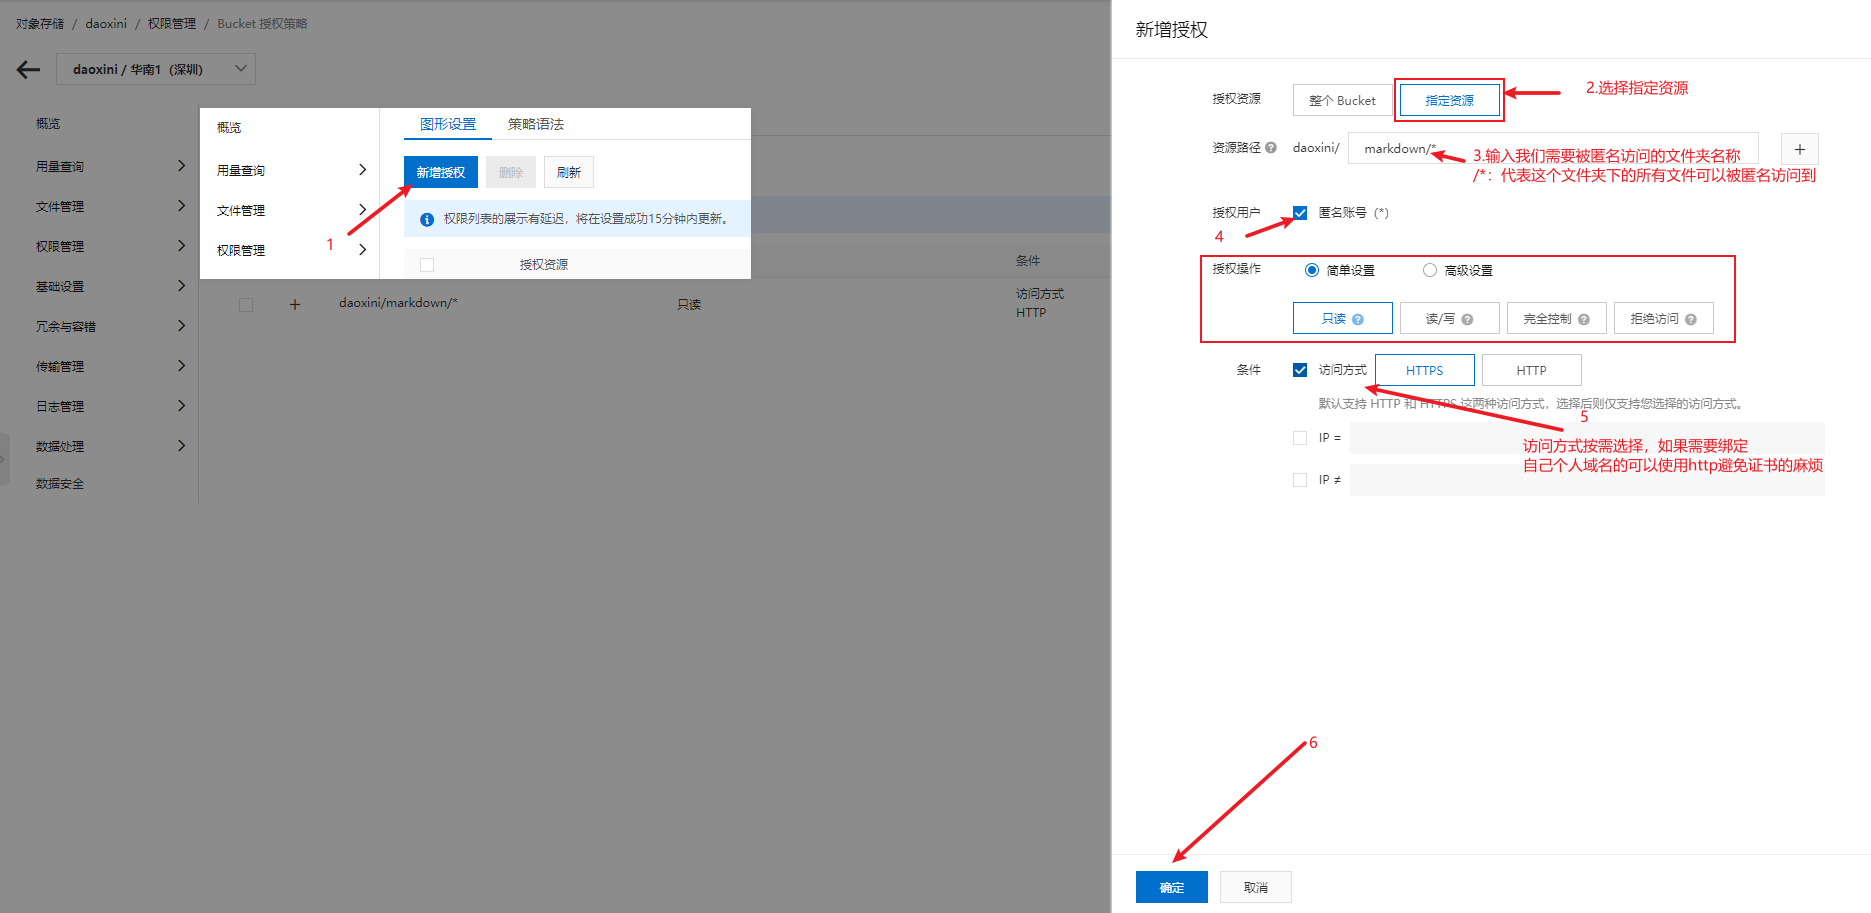 对象存储 / daoxini / 权限管理 / Bucket 授权策略
daoxini / 华南1（深圳）
概览
用量查询
文件管理
权限管理
基础设置
冗余与容错
传输管理
日志管理
数据处理
数据安全
概览
用量查询
文件管理
权限管理
图形设置 策略语法
新增授权 删除 刷新
权限列表的展示有延迟，将在设置成功15分钟内更新。
1
授权资源
条件
daoxini/markdown/*
只读
访问方式
HTTP
新增授权
授权资源 整个 Bucket 指定资源
2.选择指定资源
资源路径 daoxini/ markdown/*
3.输入我们需要被匿名访问的文件夹名称
/*：代表这个文件夹下的所有文件可以被匿名访问到
授权用户 匿名账号（*）
4
授权操作 简单设置 高级设置
只读 读/写 完全控制 拒绝访问
条件 访问方式 HTTPS HTTP
默认支持 HTTP 和 HTTPS 这两种访问方式，选择后则仅支持您选择的访问方式。
5
IP =
访问方式按需选择，如果需要绑定
自己个人域名的可以使用http避免证书的麻烦
IP ≠
6
确定 取消